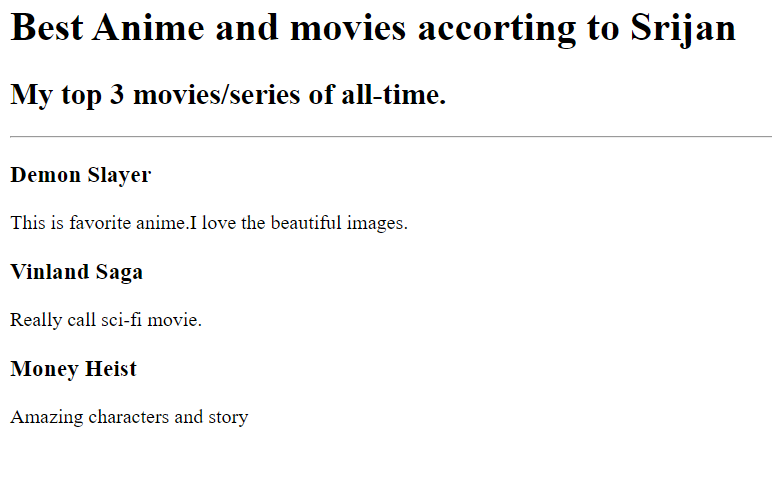 Best Anime and movies accorting to Srijan
My top 3 movies/series of all-time.
Demon Slayer
This is favorite anime.I love the beautiful images.
Vinland Saga
Really call sci-fi movie.
Money Heist
Amazing characters and story